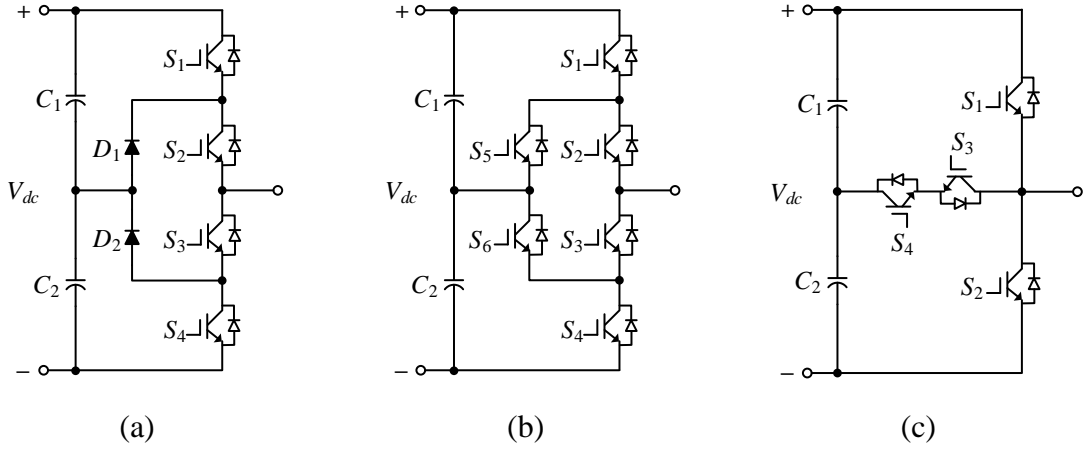 +
S1
C1
D1
S2
Vdc
D2
S3
C2
S4
−
(a)
+
S1
C1
S5
S2
Vdc
S6
S3
C2
S4
−
(b)
+
C1
S1
S3
Vdc
S4
C2
S2
−
(c)